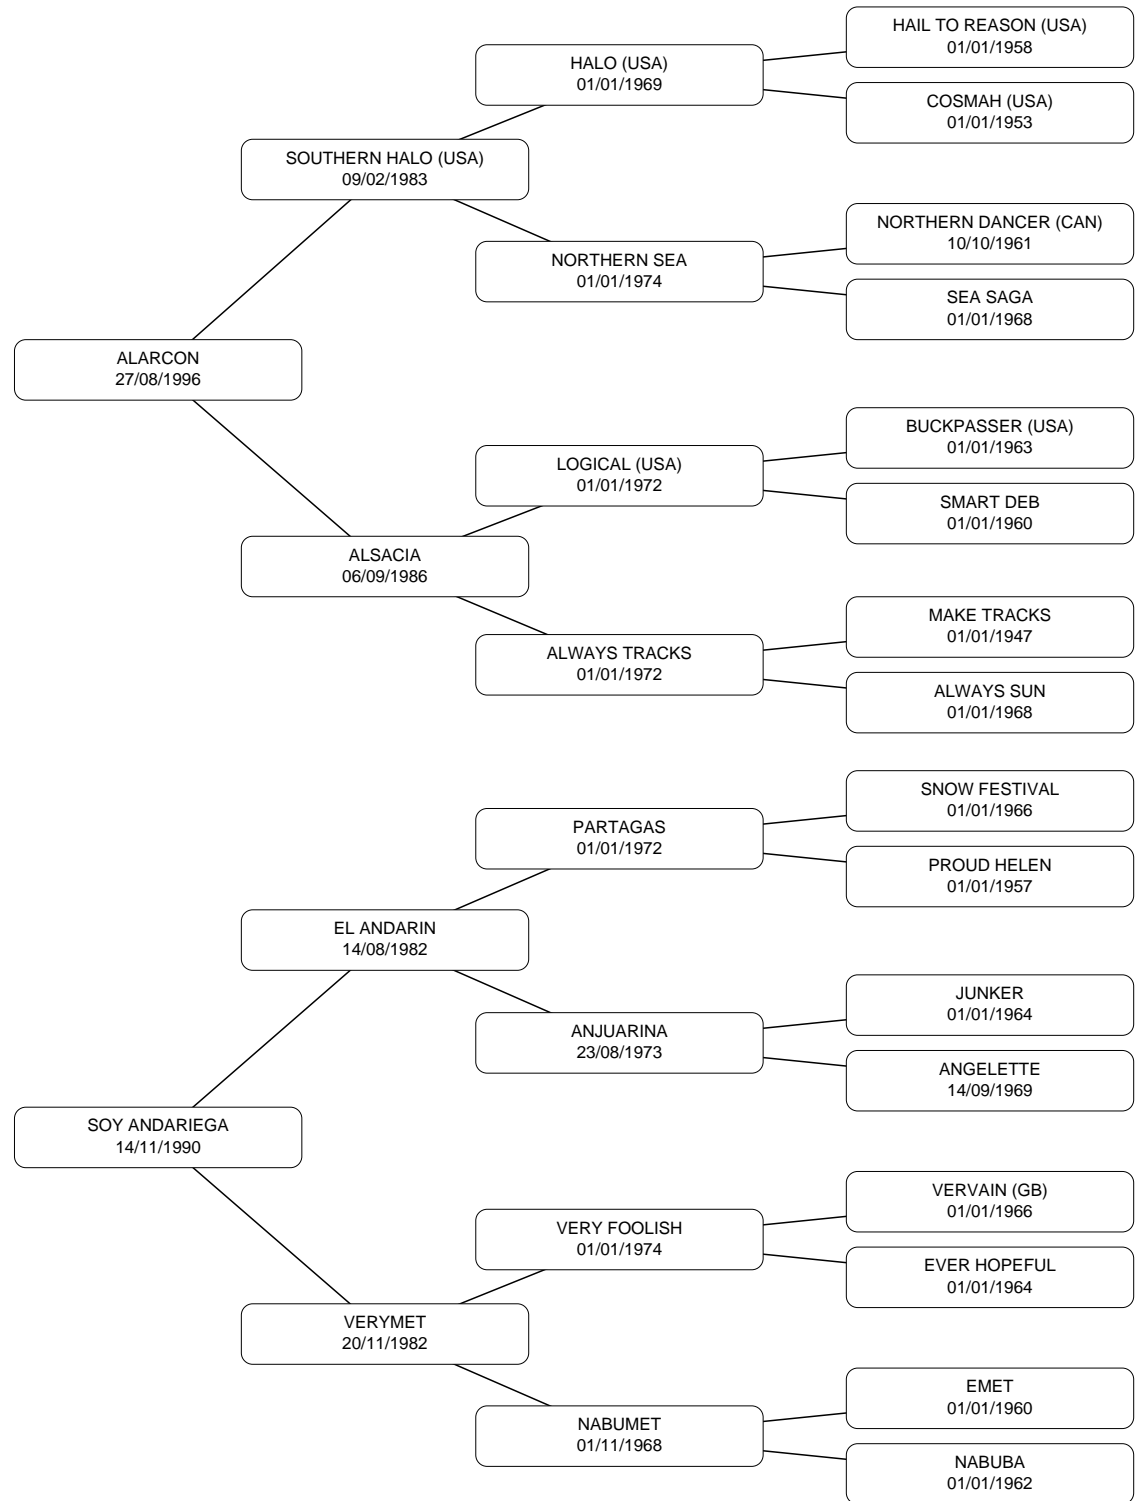 HAIL TO REASON (USA)
01/01/1958
HALO (USA)
01/01/1969
COSMAH (USA)
01/01/1953
SOUTHERN HALO (USA)
09/02/1983
NORTHERN DANCER (CAN)
10/10/1961
NORTHERN SEA
01/01/1974
SEA SAGA
01/01/1968
ALARCON
27/08/1996
BUCKPASSER (USA)
01/01/1963
LOGICAL (USA)
01/01/1972
SMART DEB
01/01/1960
ALSACIA
06/09/1986
MAKE TRACKS
01/01/1947
ALWAYS TRACKS
01/01/1972
ALWAYS SUN
01/01/1968
SNOW FESTIVAL
01/01/1966
PARTAGAS
01/01/1972
PROUD HELEN
01/01/1957
EL ANDARIN
14/08/1982
JUNKER
01/01/1964
ANJUARINA
23/08/1973
ANGELETTE
14/09/1969
SOY ANDARIEGA
14/11/1990
VERVAIN (GB)
01/01/1966
VERY FOOLISH
01/01/1974
EVER HOPEFUL
01/01/1964
VERYMET
20/11/1982
EMET
01/01/1960
NABUMET
01/11/1968
NABUBA
01/01/1962